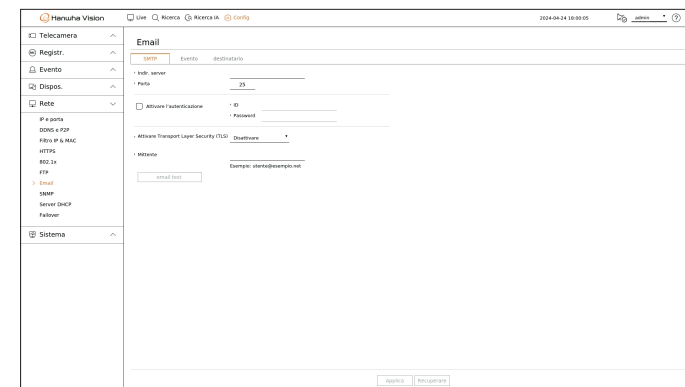 Hanwha Vision
Live Ricerca Ricerca IA Config
2024-04-24 18:00:05
admin
Telecamera
Registr.
Evento
Dispos.
Rete
IP e porta
DDNS e P2P
Filtro IP & MAC
HTTPS
802.1x
FTP
Email
SNMP
Server DHCP
Failover
Sistema
Email
SMTP Evento destinatario
Indir. server
Porta 25
Attivare l'autenticazione
ID
Password
Attivare Transport Layer Security (TLS) Disattivare
Mittente
Esempio: utente@esempio.net
email test
Applica Recuperare